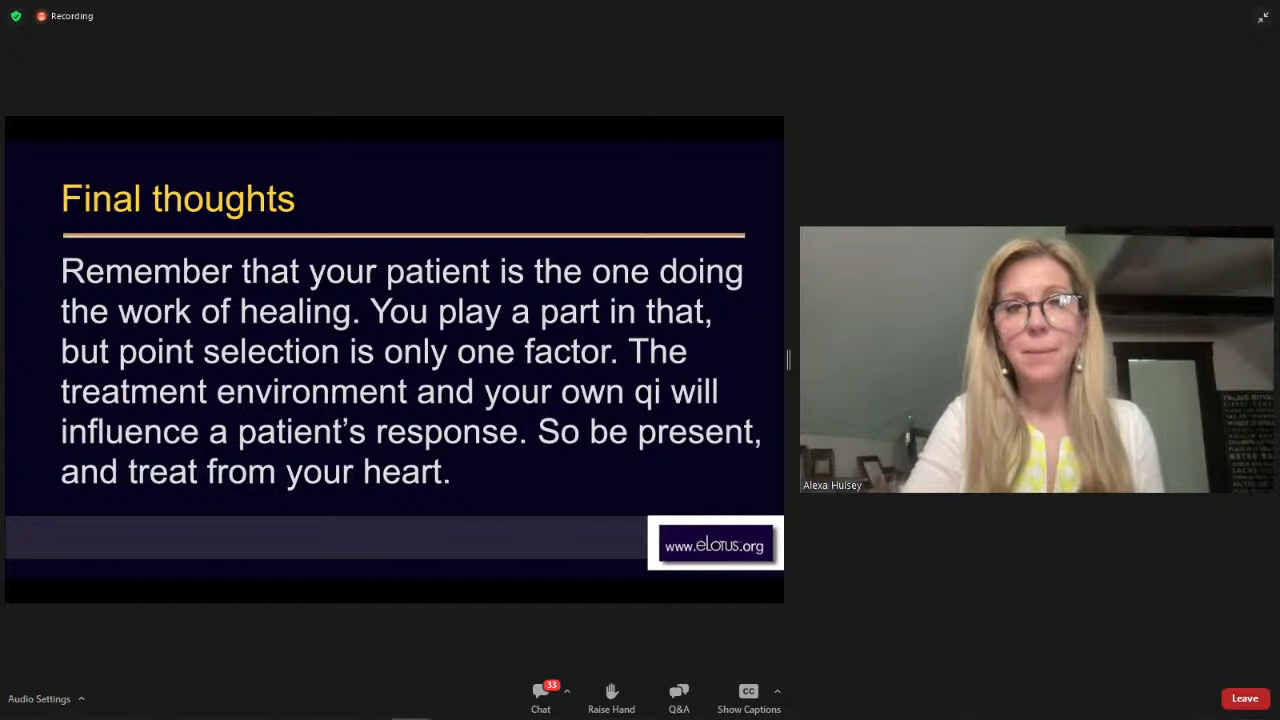 Recording
Final thoughts
Remember that your patient is the one doing
the work of healing. You play a part in that,
but point selection is only one factor. The
treatment environment and your own qi will
influence a patient’s response. So be present,
and treat from your heart.
www.eLotus.org
Alexa Hulsey
Audio Settings
33
Chat
Raise Hand
Q&A
CC
Show Captions
Leave